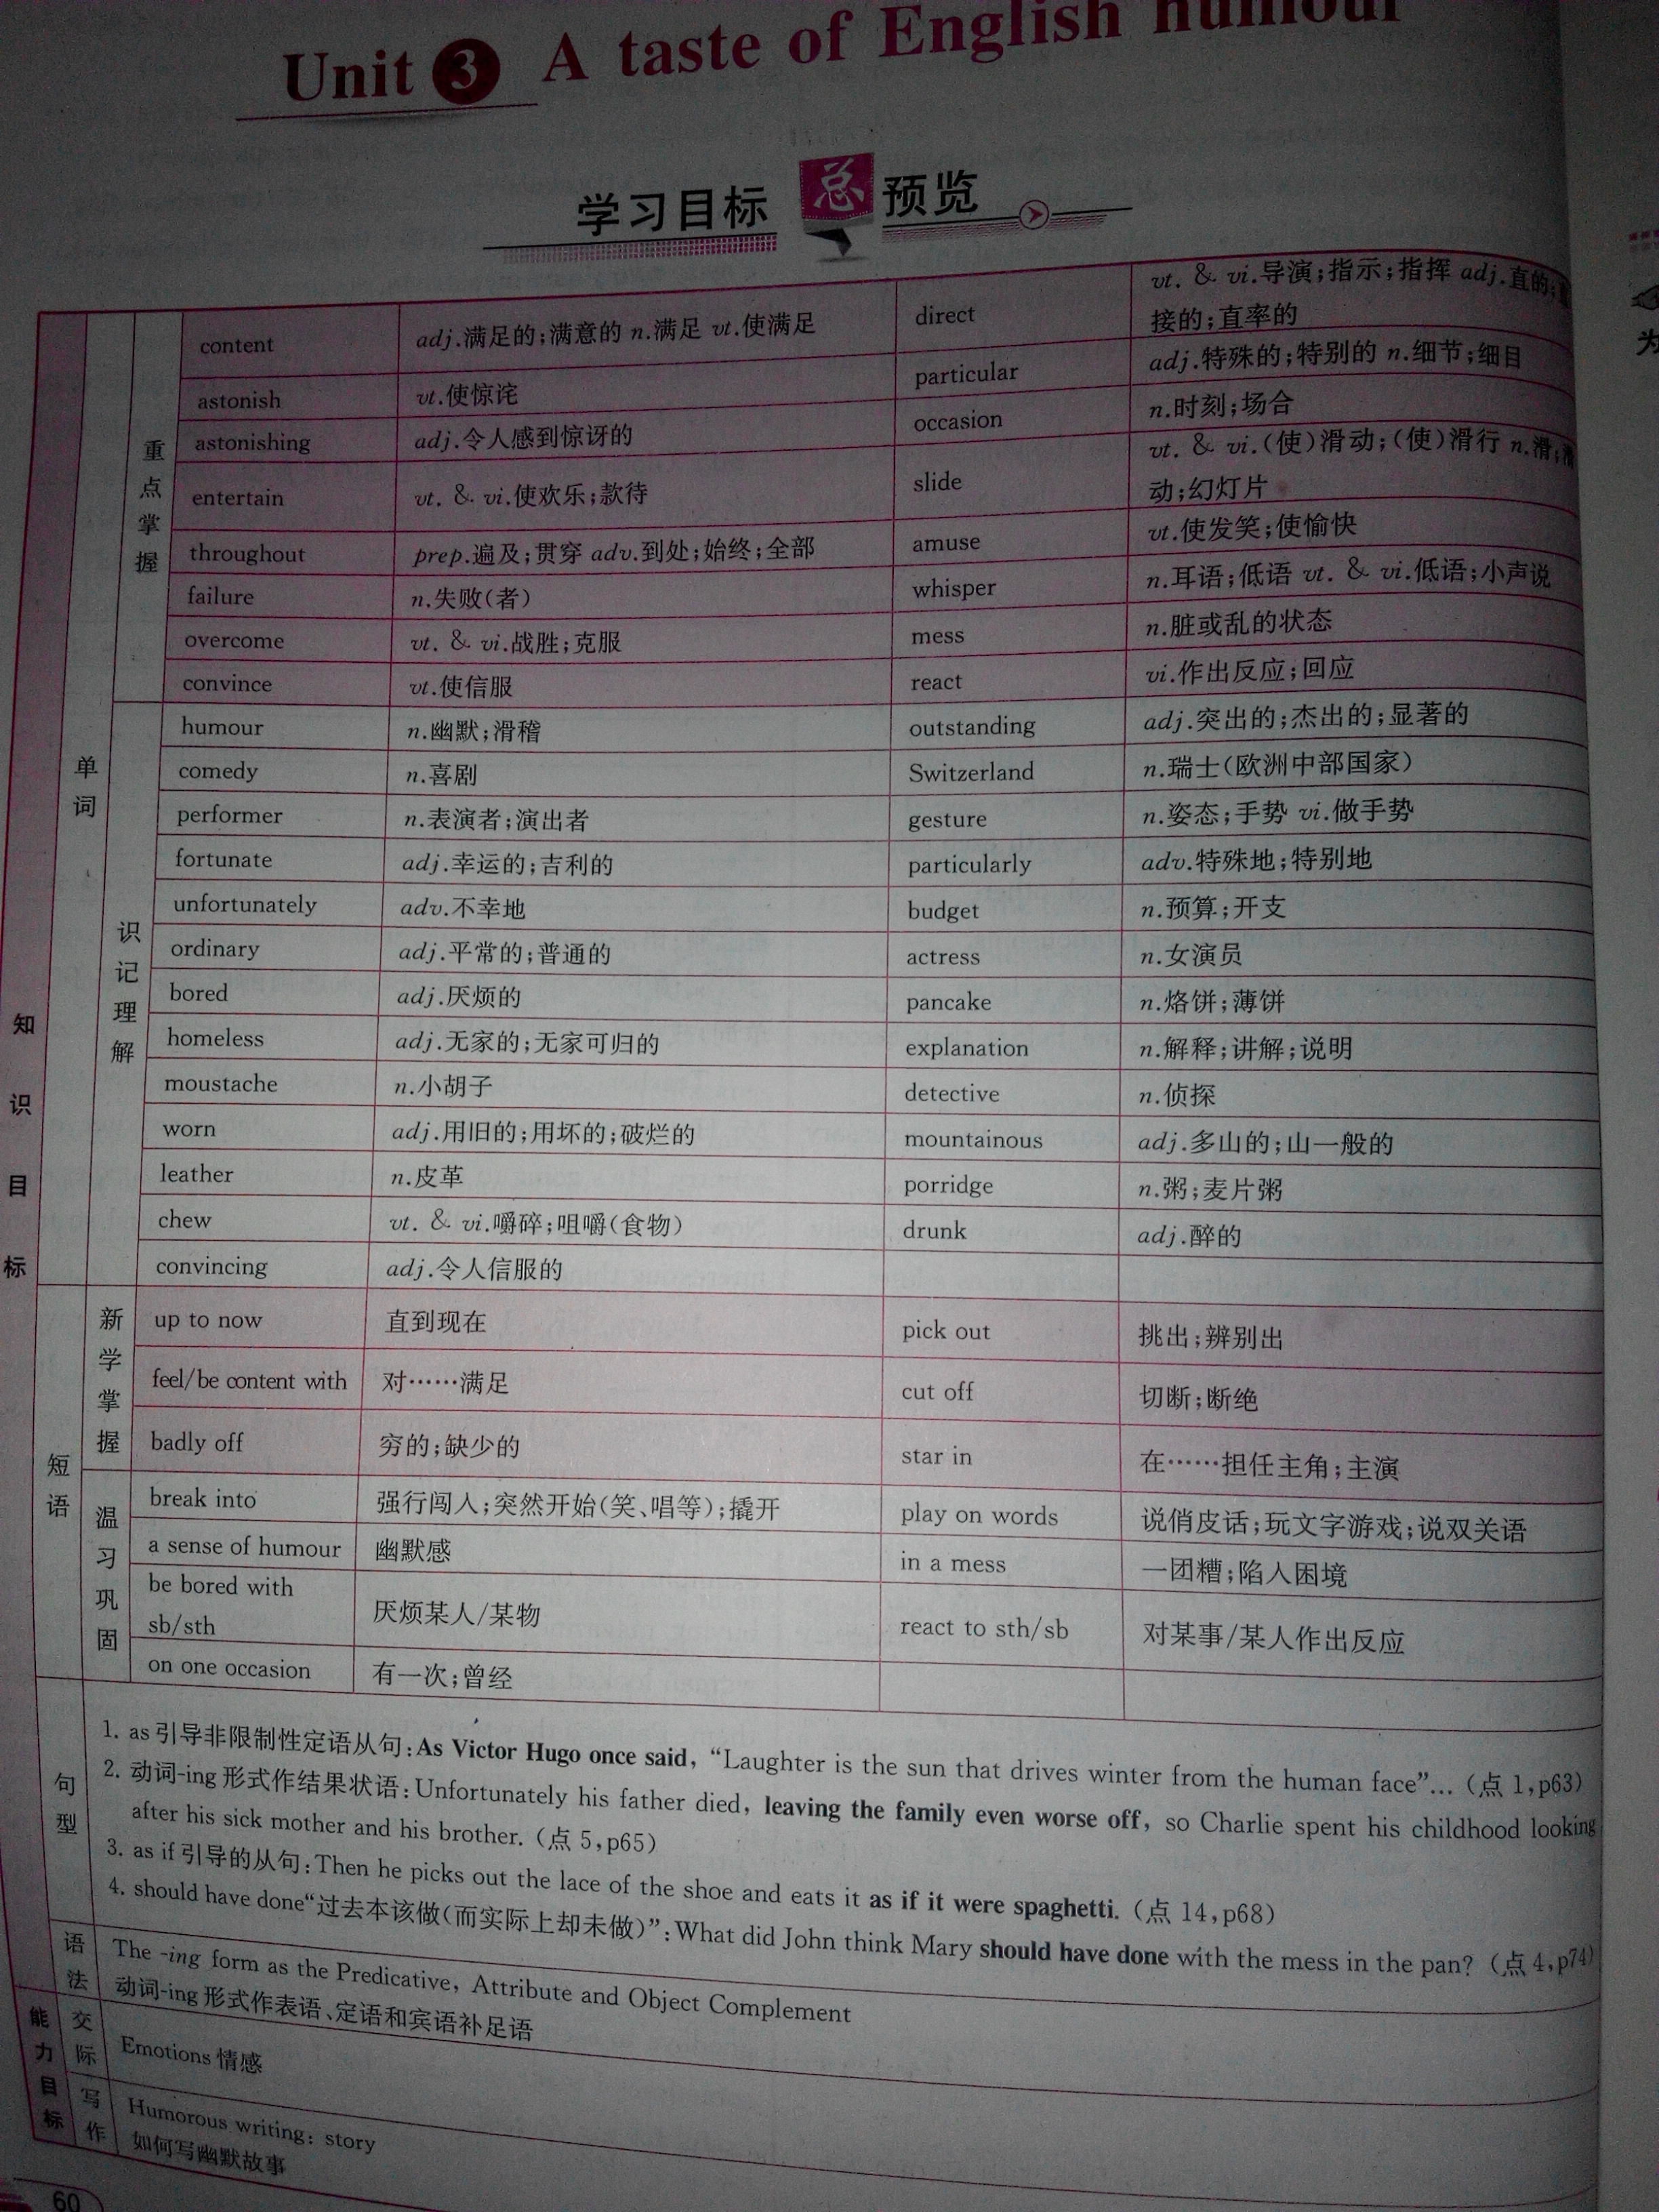 Unit 3 A taste of English humour
学习目标总预览
知识目标
单词
重点掌握
content adj.满足的;满意的 n.满足 vt.使满足
direct vt. & vi.导演;指示;指挥 adj.直的;
接的;直率的
astonish vt.使惊诧
particular adj.特殊的;特别的 n.细节;细目
astonishing adj.令人感到惊讶的
occasion n.时刻;场合
entertain vt. & vi.使欢乐;款待
slide vt. & vi.(使)滑动;(使)滑行 n.滑;
动;幻灯片
throughout prep.遍及;贯穿 adv.到处;始终;全部
amuse vt.使发笑;使愉快
failure n.失败(者)
whisper n.耳语;低语 vt. & vi.低语;小声说
overcome vt. & vi.战胜;克服
mess n.脏或乱的状态
convince vt.使信服
react vi.作出反应;回应
识记理解
humour n.幽默;滑稽
outstanding adj.突出的;杰出的;显著的
comedy n.喜剧
Switzerland n.瑞士(欧洲中部国家)
performer n.表演者;演出者
gesture n.姿态;手势 vi.做手势
fortunate adj.幸运的;吉利的
particularly adv.特殊地;特别地
unfortunately adv.不幸地
budget n.预算;开支
ordinary adj.平常的;普通的
actress n.女演员
bored adj.厌烦的
pancake n.烙饼;薄饼
homeless adj.无家的;无家可归的
explanation n.解释;讲解;说明
moustache n.小胡子
detective n.侦探
worn adj.用旧的;用坏的;破烂的
mountainous adj.多山的;山一般的
leather n.皮革
porridge n.粥;麦片粥
chew vt. & vi.嚼碎;咀嚼(食物)
drunk adj.醉的
convincing adj.令人信服的
短语
新学掌握
up to now 直到现在
pick out 挑出;辨别出
feel/be content with 对……满足
cut off 切断;断绝
badly off 穷的;缺少的
star in 在……担任主角;主演
温习巩固
break into 强行闯入;突然开始(笑、唱等);撬开
play on words 说俏皮话;玩文字游戏;说双关语
a sense of humour 幽默感
in a mess 一团糟;陷入困境
be bored with
sb/sth 厌烦某人/某物
react to sth/sb 对某事/某人作出反应
on one occasion 有一次;曾经
句型
1. as引导非限制性定语从句:As Victor Hugo once said, “Laughter is the sun that drives winter from the human face”… (点 1,p63)
2. 动词-ing 形式作结果状语:Unfortunately his father died, leaving the family even worse off, so Charlie spent his childhood looking
after his sick mother and his brother. (点 5,p65)
3. as if 引导的从句:Then he picks out the lace of the shoe and eats it as if it were spaghetti. (点 14,p68)
4. should have done“过去本该做(而实际上却未做)”:What did John think Mary should have done with the mess in the pan? (点 4,p74)
语法
The -ing form as the Predicative, Attribute and Object Complement
动词-ing 形式作表语、定语和宾语补足语
能力目标
交际
Emotions 情感
写作
Humorous writing: story
如何写幽默故事
60
为